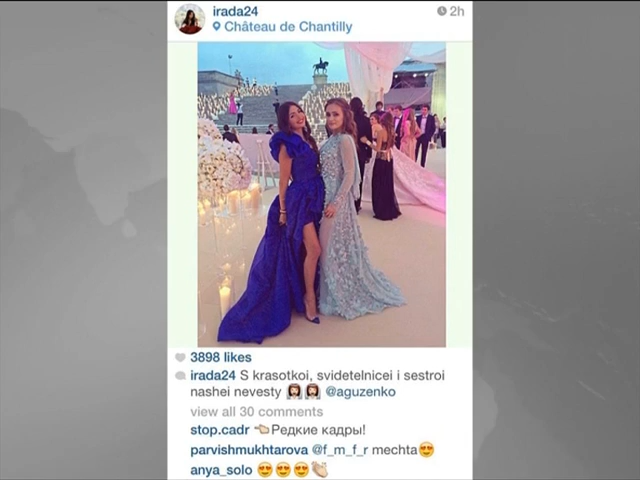 irada24
2h
Château de Chantilly
3898 likes
irada24 S krasotkoi, svidetelnicei i sestroi
nashei nevesty 👰👰 @aguzenko
view all 30 comments
stop.cadr 👈Редкие кадры!
parvishmukhtarova @f_m_f_r mechta😍
anya_solo 😍😍😍👏